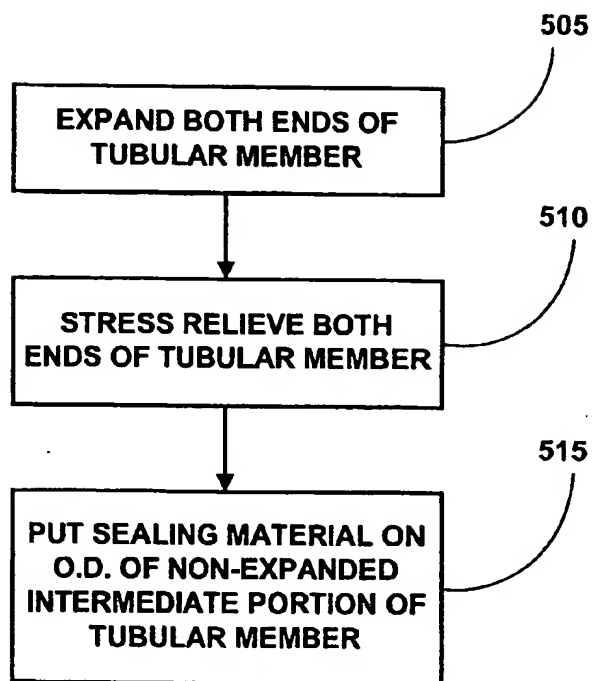 505
EXPAND BOTH ENDS OF
TUBULAR MEMBER
510
STRESS RELIEVE BOTH
ENDS OF TUBULAR MEMBER
515
PUT SEALING MATERIAL ON
O.D. OF NON-EXPANDED
INTERMEDIATE PORTION OF
TUBULAR MEMBER